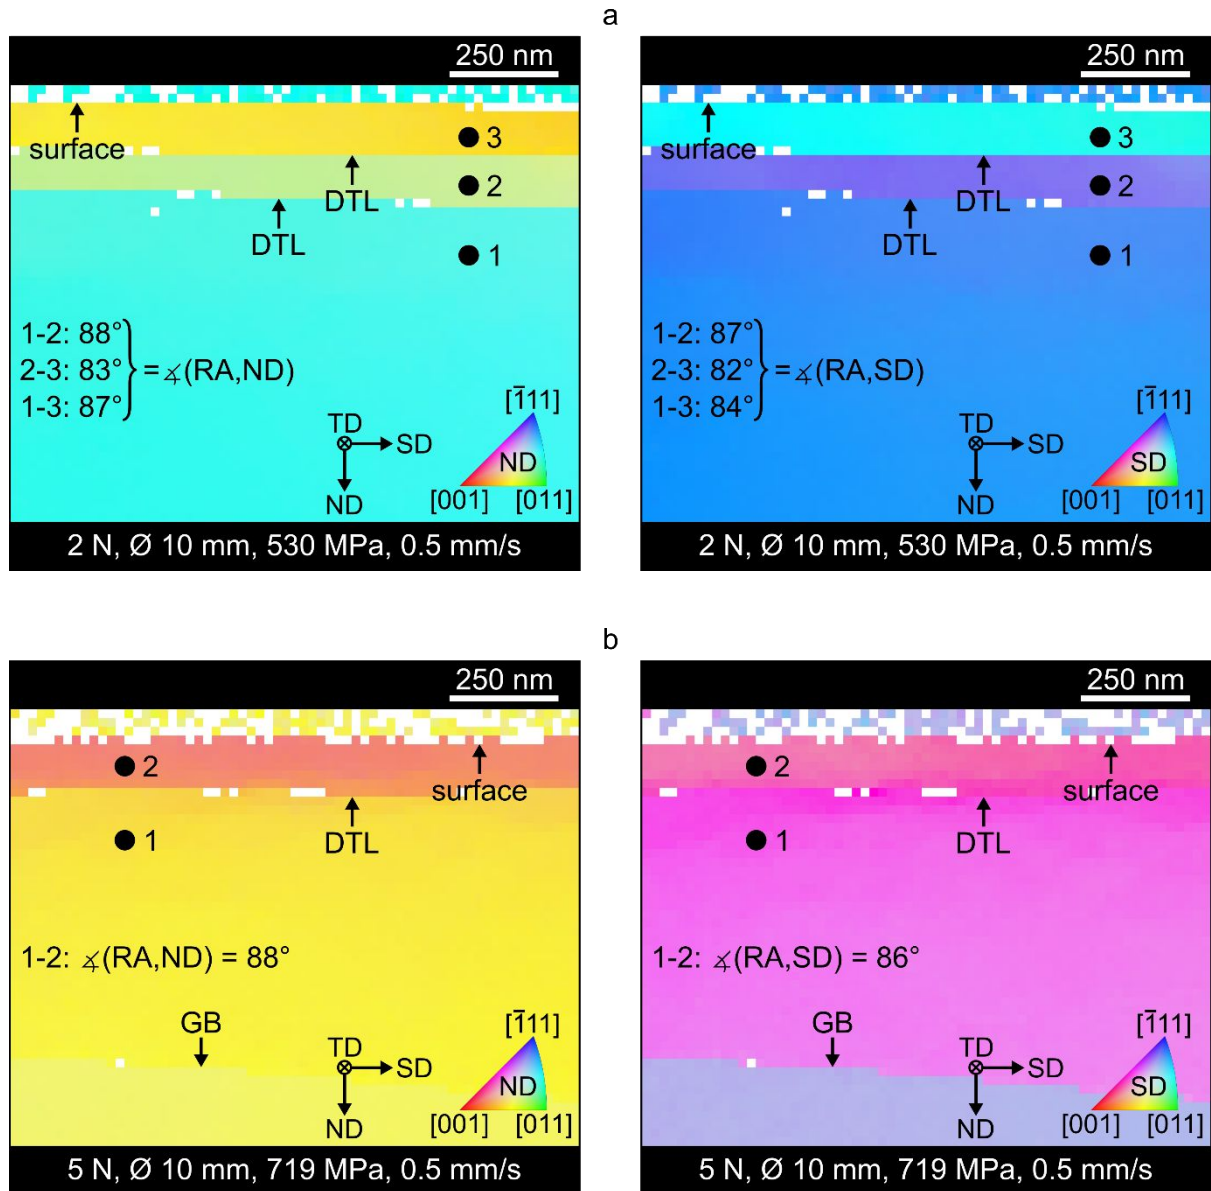 a
250 nm
surface
3
DTL
2
DTL
1
1-2: 88°
2-3: 83° = ∡(RA,ND)
1-3: 87°
TD
SD
ND
[1̅11]
ND
[001] [011]
2 N, Ø 10 mm, 530 MPa, 0.5 mm/s
250 nm
surface
3
DTL
2
DTL
1
1-2: 87°
2-3: 82° = ∡(RA,SD)
1-3: 84°
TD
SD
ND
[1̅11]
SD
[001] [011]
2 N, Ø 10 mm, 530 MPa, 0.5 mm/s
b
250 nm
2
surface
1
DTL
1-2: ∡(RA,ND) = 88°
GB
TD
SD
ND
[1̅11]
ND
[001] [011]
5 N, Ø 10 mm, 719 MPa, 0.5 mm/s
250 nm
2
surface
1
DTL
1-2: ∡(RA,SD) = 86°
GB
TD
SD
ND
[1̅11]
SD
[001] [011]
5 N, Ø 10 mm, 719 MPa, 0.5 mm/s